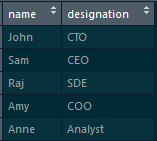 name designation
John CTO
Sam CEO
Raj SDE
Amy COO
Anne Analyst